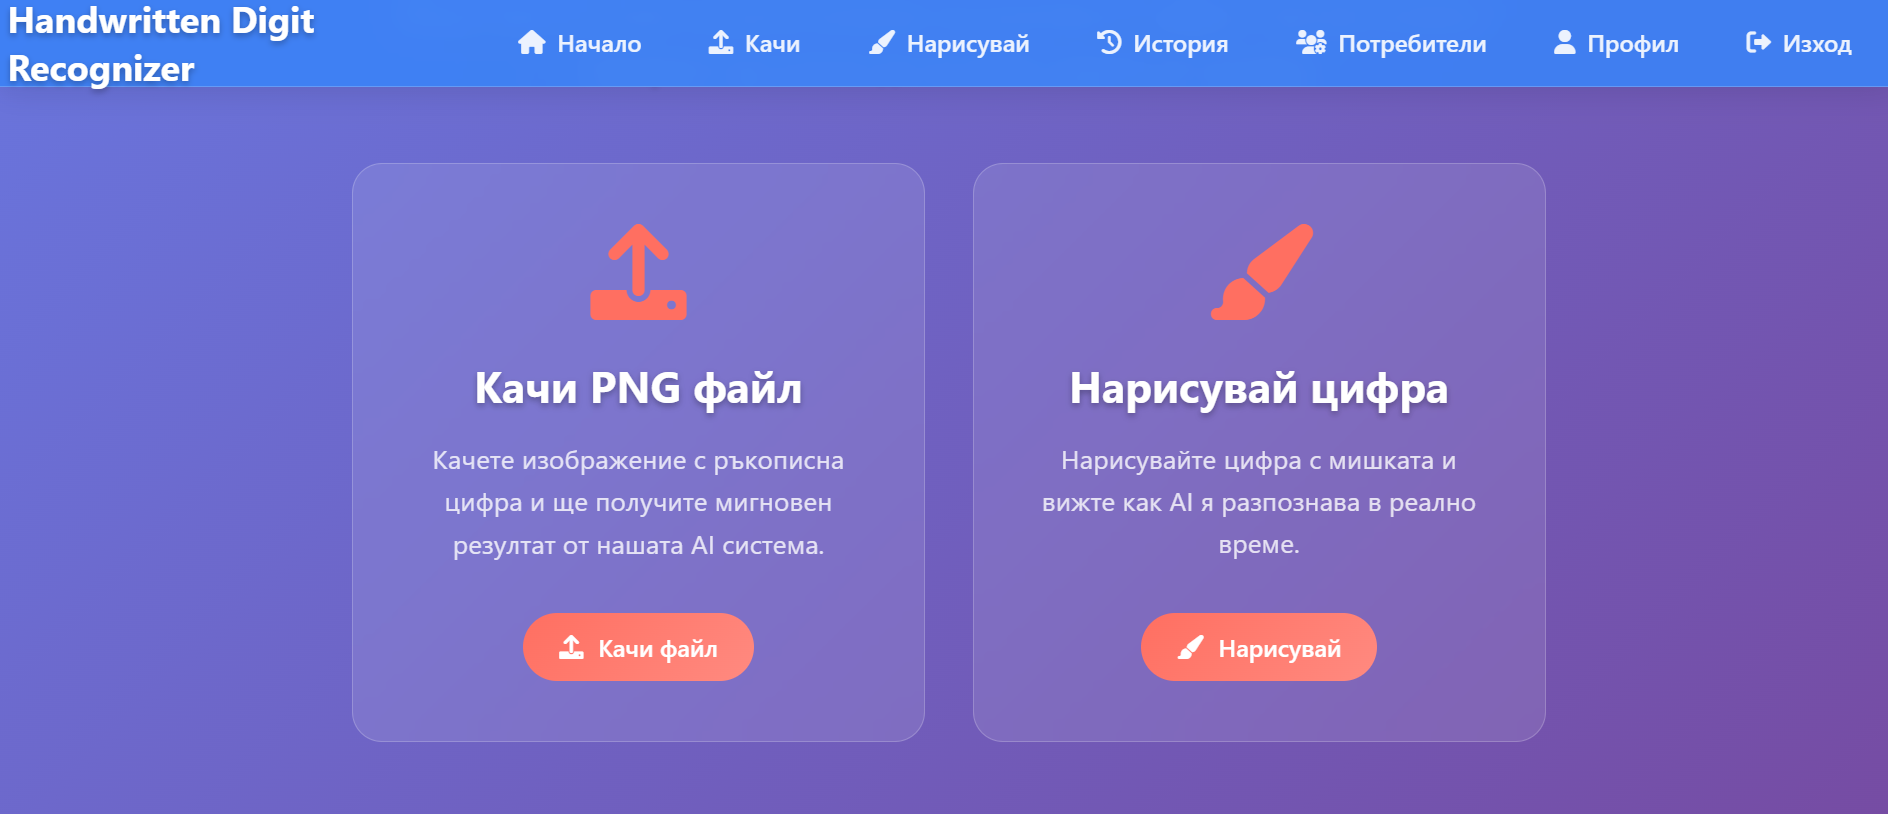 Handwritten Digit
Recognizer
Начало
Качи
Нарисувай
История
Потребители
Профил
Изход
Качи PNG файл
Качете изображение с ръкописна
цифра и ще получите мигновен
резултат от нашата AI система.
Качи файл
Нарисувай цифра
Нарисувайте цифра с мишката и
вижте как AI я разпознава в реално
време.
Нарисувай